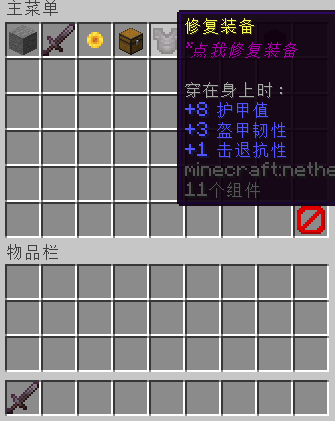 主菜单
修复装备
*点我修复装备
穿在身上时：
+8 护甲值
+3 盔甲韧性
+1 击退抗性
minecraft:nethe
11个组件
物品栏